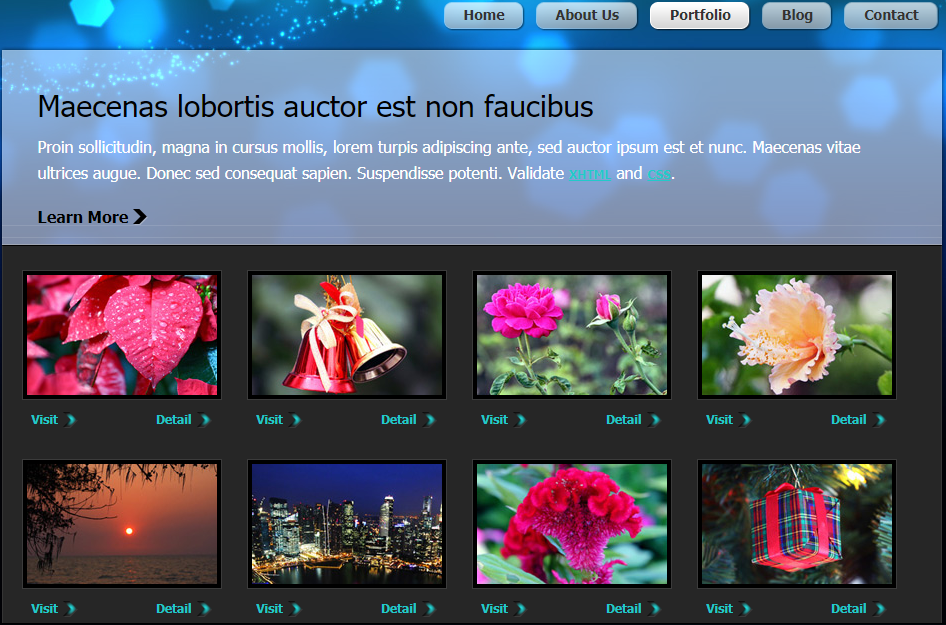 Home About Us Portfolio Blog Contact
Maecenas lobortis auctor est non faucibus
Proin sollicitudin, magna in cursus mollis, lorem turpis adipiscing ante, sed auctor ipsum est et nunc. Maecenas vitae
ultrices augue. Donec sed consequat sapien. Suspendisse potenti. Validate XHTML and CSS.
Learn More
Visit Detail Visit Detail Visit Detail Visit Detail
Visit Detail Visit Detail Visit Detail Visit Detail